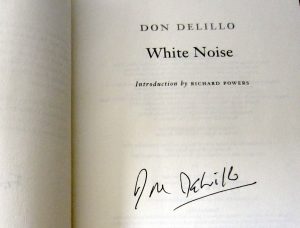 DON DELILLO
White Noise
Introduction by RICHARD POWERS
Don DeLillo